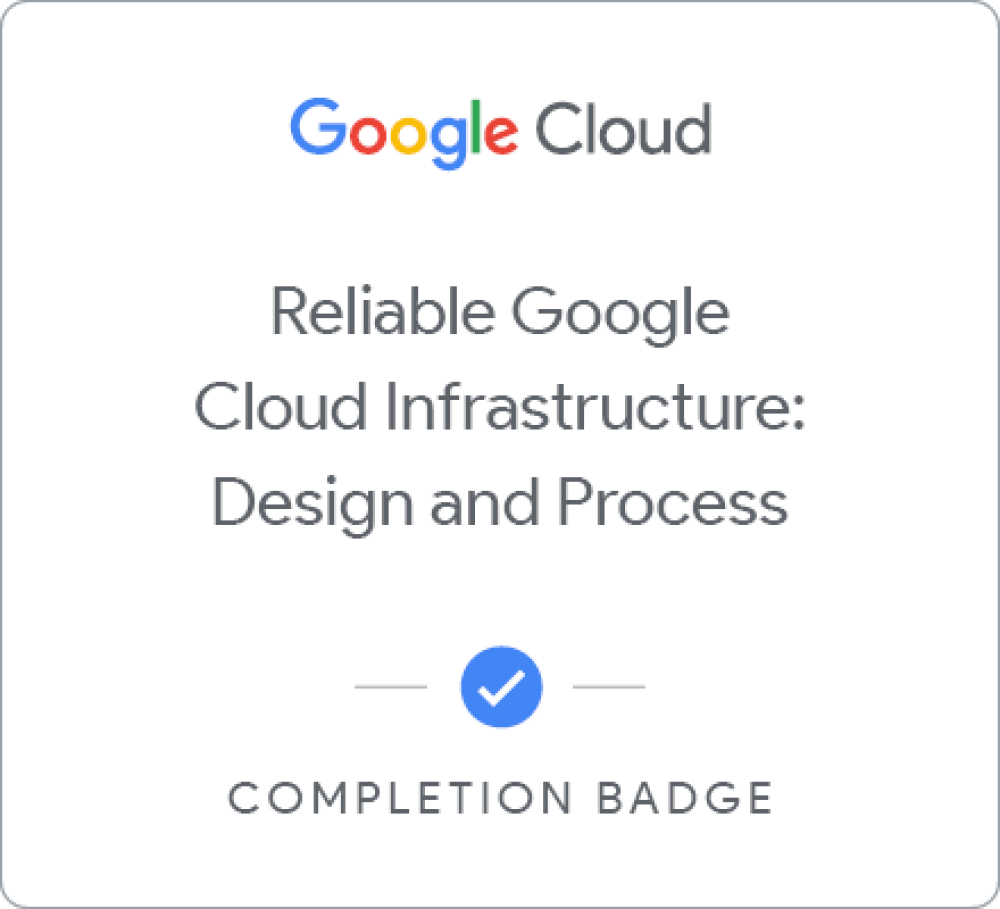 Google Cloud
Reliable Google
Cloud Infrastructure:
Design and Process
COMPLETION BADGE